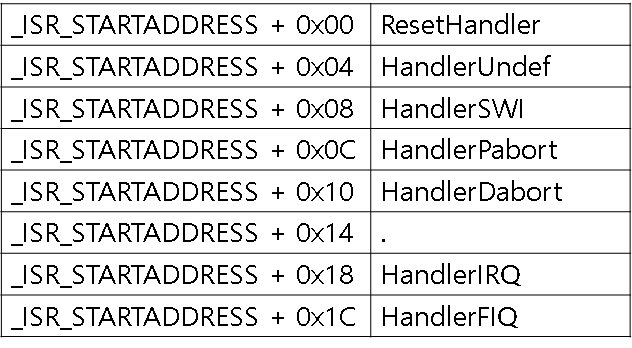 _ISR_STARTADDRESS + 0x00 ResetHandler
_ISR_STARTADDRESS + 0x04 HandlerUndef
_ISR_STARTADDRESS + 0x08 HandlerSWI
_ISR_STARTADDRESS + 0x0C HandlerPabort
_ISR_STARTADDRESS + 0x10 HandlerDabort
_ISR_STARTADDRESS + 0x14 .
_ISR_STARTADDRESS + 0x18 HandlerIRQ
_ISR_STARTADDRESS + 0x1C HandlerFIQ